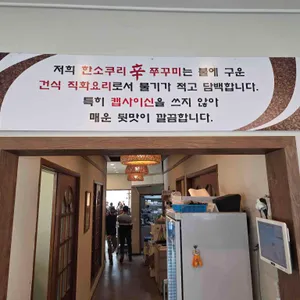 저희 한소쿠리 辛 쭈꾸미는 불에 구운
건식 직화요리로서 물기가 적고 담백합니다.
특히 캡사이신을 쓰지 않아
매운 뒷맛이 깔끔합니다.